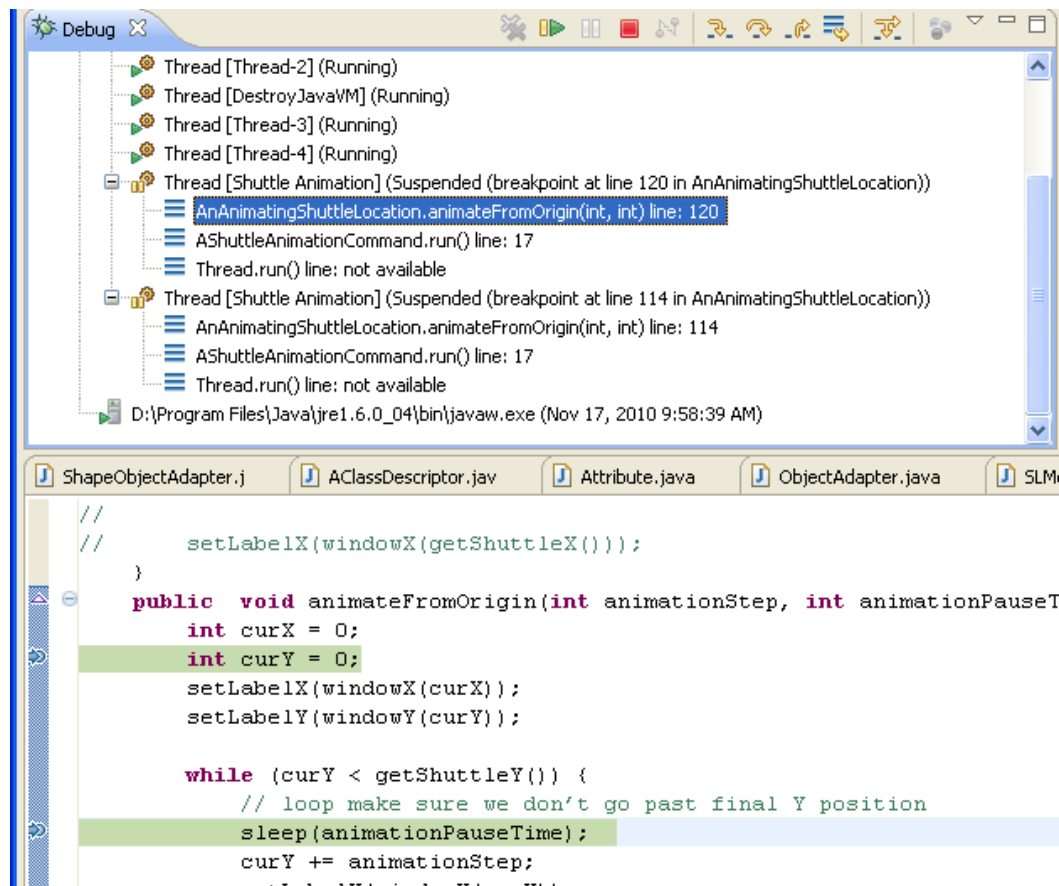 Debug
Thread [Thread-2] (Running)
Thread [DestroyJavaVM] (Running)
Thread [Thread-3] (Running)
Thread [Thread-4] (Running)
Thread [Shuttle Animation] (Suspended (breakpoint at line 120 in AnAnimatingShuttleLocation))
AnAnimatingShuttleLocation.animateFromOrigin(int, int) line: 120
AShuttleAnimationCommand.run() line: 17
Thread.run() line: not available
Thread [Shuttle Animation] (Suspended (breakpoint at line 114 in AnAnimatingShuttleLocation))
AnAnimatingShuttleLocation.animateFromOrigin(int, int) line: 114
AShuttleAnimationCommand.run() line: 17
Thread.run() line: not available
D:\Program Files\Java\jre1.6.0_04\bin\javaw.exe (Nov 17, 2010 9:58:39 AM)
ShapeObjectAdapter.j AClassDescriptor.jav Attribute.java ObjectAdapter.java
//
// setLabelX(windowX(getShuttleX()));
}
public void animateFromOrigin(int animationStep, int animationPauseT
int curX = 0;
int curY = 0;
setLabelX(windowX(curX));
setLabelY(windowY(curY));
while (curY < getShuttleY()) {
// loop make sure we don't go past final Y position
sleep(animationPauseTime);
curY += animationStep;